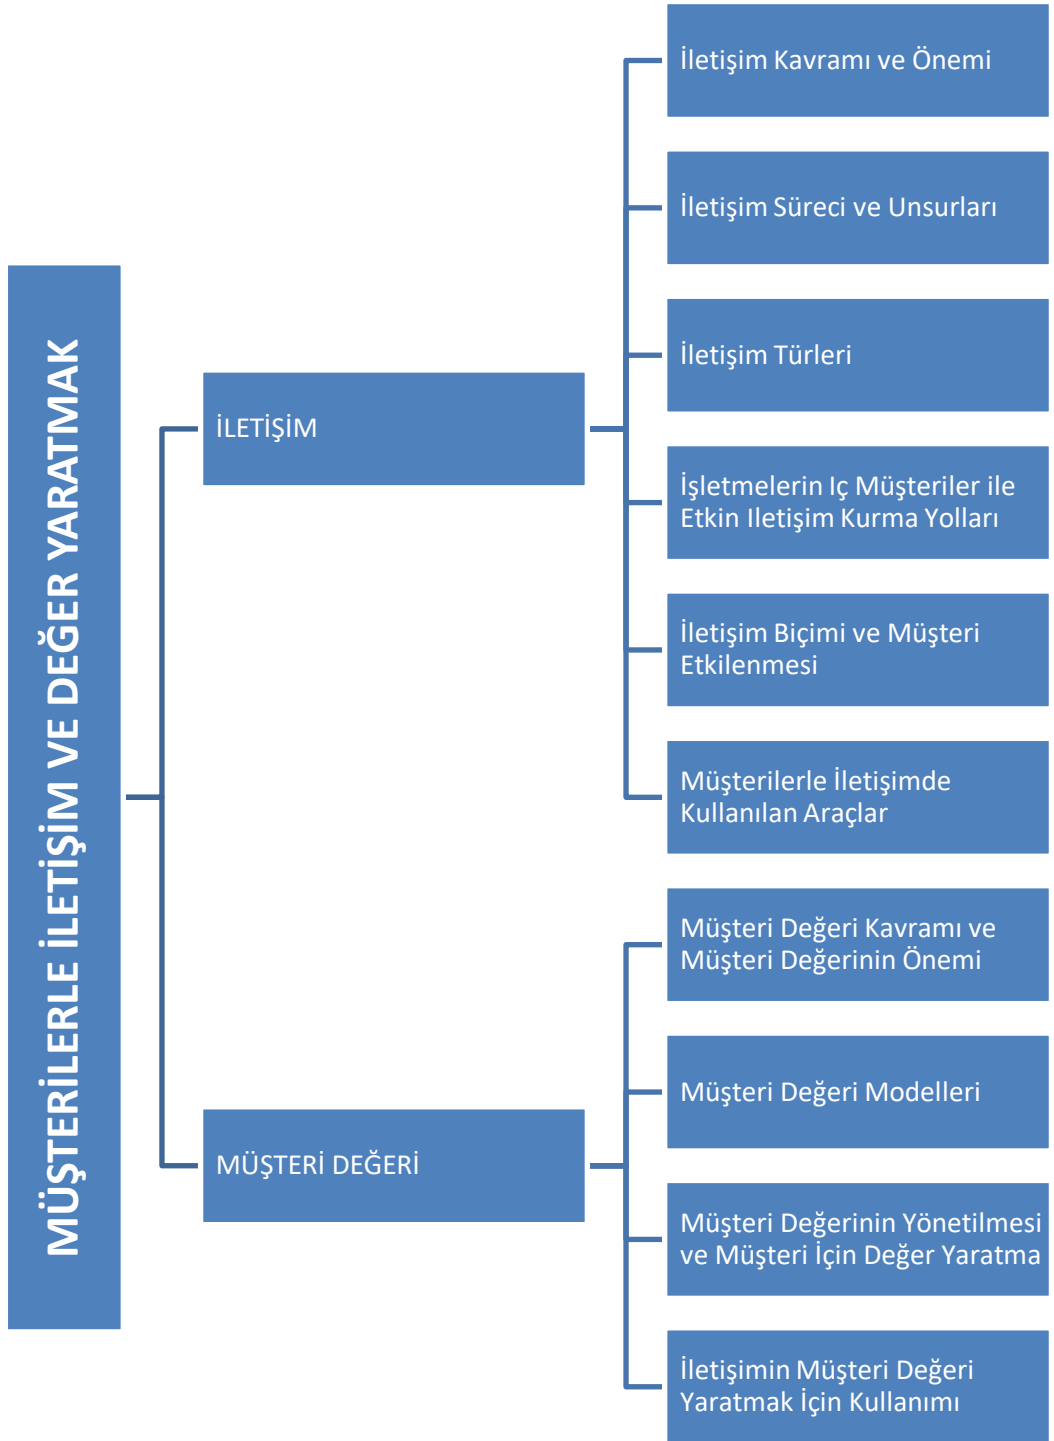 MÜŞTERİLERLE İLETİŞİM VE DEĞER YARATMAK
İLETİŞİM
İletişim Kavramı ve Önemi
İletişim Süreci ve Unsurları
İletişim Türleri
İşletmelerin Iç Müşteriler ile
Etkin Iletişim Kurma Yolları
İletişim Biçimi ve Müşteri
Etkilenmesi
Müşterilerle İletişimde
Kullanılan Araçlar
MÜŞTERİ DEĞERİ
Müşteri Değeri Kavramı ve
Müşteri Değerinin Önemi
Müşteri Değeri Modelleri
Müşteri Değerinin Yönetilmesi
ve Müşteri İçin Değer Yaratma
İletişimin Müşteri Değeri
Yaratmak İçin Kullanımı